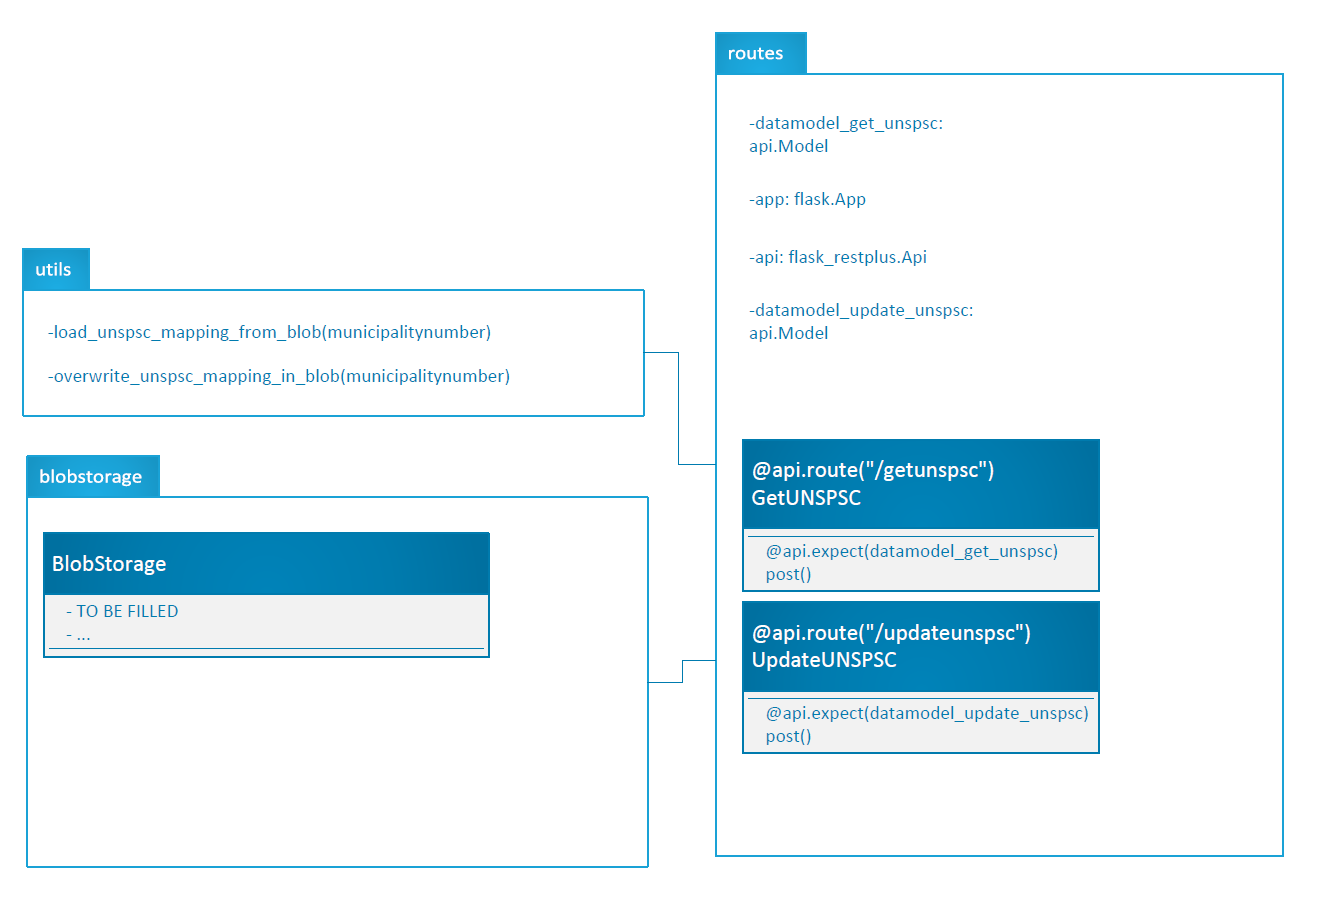 routes
-datamodel_get_unspsc:
api.Model
-app: flask.App
-api: flask_restplus.Api
-datamodel_update_unspsc:
api.Model
utils
-load_unspsc_mapping_from_blob(municipalitynumber)
-overwrite_unspsc_mapping_in_blob(municipalitynumber)
blobstorage
BlobStorage
- TO BE FILLED
- ...
@api.route("/getunspsc")
GetUNSPSC
@api.expect(datamodel_get_unspsc)
post()
@api.route("/updateunspsc")
UpdateUNSPSC
@api.expect(datamodel_update_unspsc)
post()